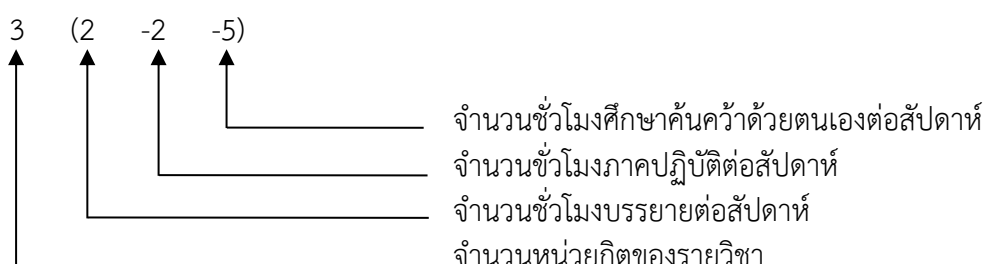 3 (2 -2 -5)
จำนวนชั่วโมงศึกษาค้นคว้าด้วยตนเองต่อสัปดาห์
จำนวนขั่วโมงภาคปฏิบัติต่อสัปดาห์
จำนวนชั่วโมงบรรยายต่อสัปดาห์
จำนวนหน่วยกิตของรายวิชา